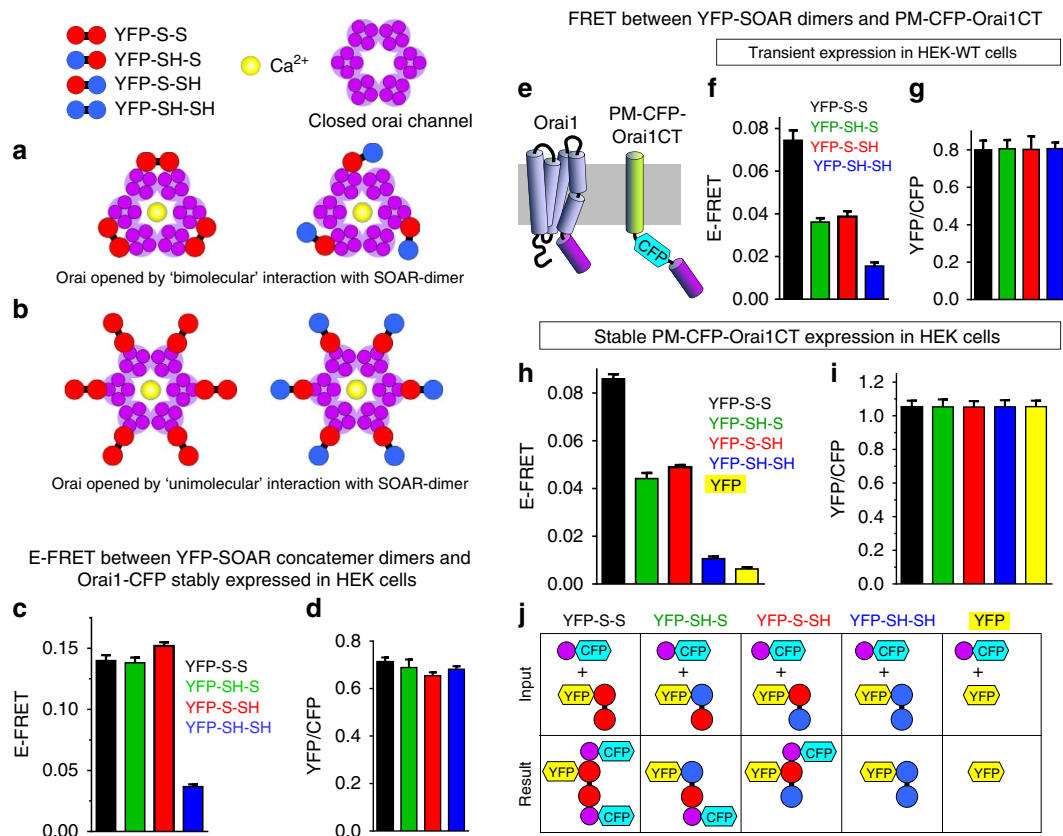 YFP-S-S
YFP-SH-S
YFP-S-SH
YFP-SH-SH
Ca2+
Closed orai channel
a
Orai opened by ‘bimolecular’ interaction with SOAR-dimer
b
Orai opened by ‘unimolecular’ interaction with SOAR-dimer
E-FRET between YFP-SOAR concatemer dimers and
Orai1-CFP stably expressed in HEK cells
c
E-FRET
0.15
0.10
0.05
0.00
YFP-S-S
YFP-SH-S
YFP-S-SH
YFP-SH-SH
d
YFP/CFP
0.8
0.6
0.4
0.2
0.0
FRET between YFP-SOAR dimers and PM-CFP-Orai1CT
Transient expression in HEK-WT cells
e
Orai1
PM-CFP-
Orai1CT
CFP
f
E-FRET
0.08
0.04
0.00
YFP-S-S
YFP-SH-S
YFP-S-SH
YFP-SH-SH
g
YFP/CFP
0.8
0.6
0.4
0.2
0.0
Stable PM-CFP-Orai1CT expression in HEK cells
h
E-FRET
0.08
0.06
0.04
0.02
0.00
YFP-S-S
YFP-SH-S
YFP-S-SH
YFP-SH-SH
YFP
i
YFP/CFP
1.2
1.0
0.8
0.6
0.4
0.2
0.0
j
YFP-S-S YFP-SH-S YFP-S-SH YFP-SH-SH YFP
Input
CFP CFP CFP CFP CFP
+ + + + +
YFP YFP YFP YFP YFP
Result
CFP CFP
YFP YFP YFP YFP YFP
CFP CFP